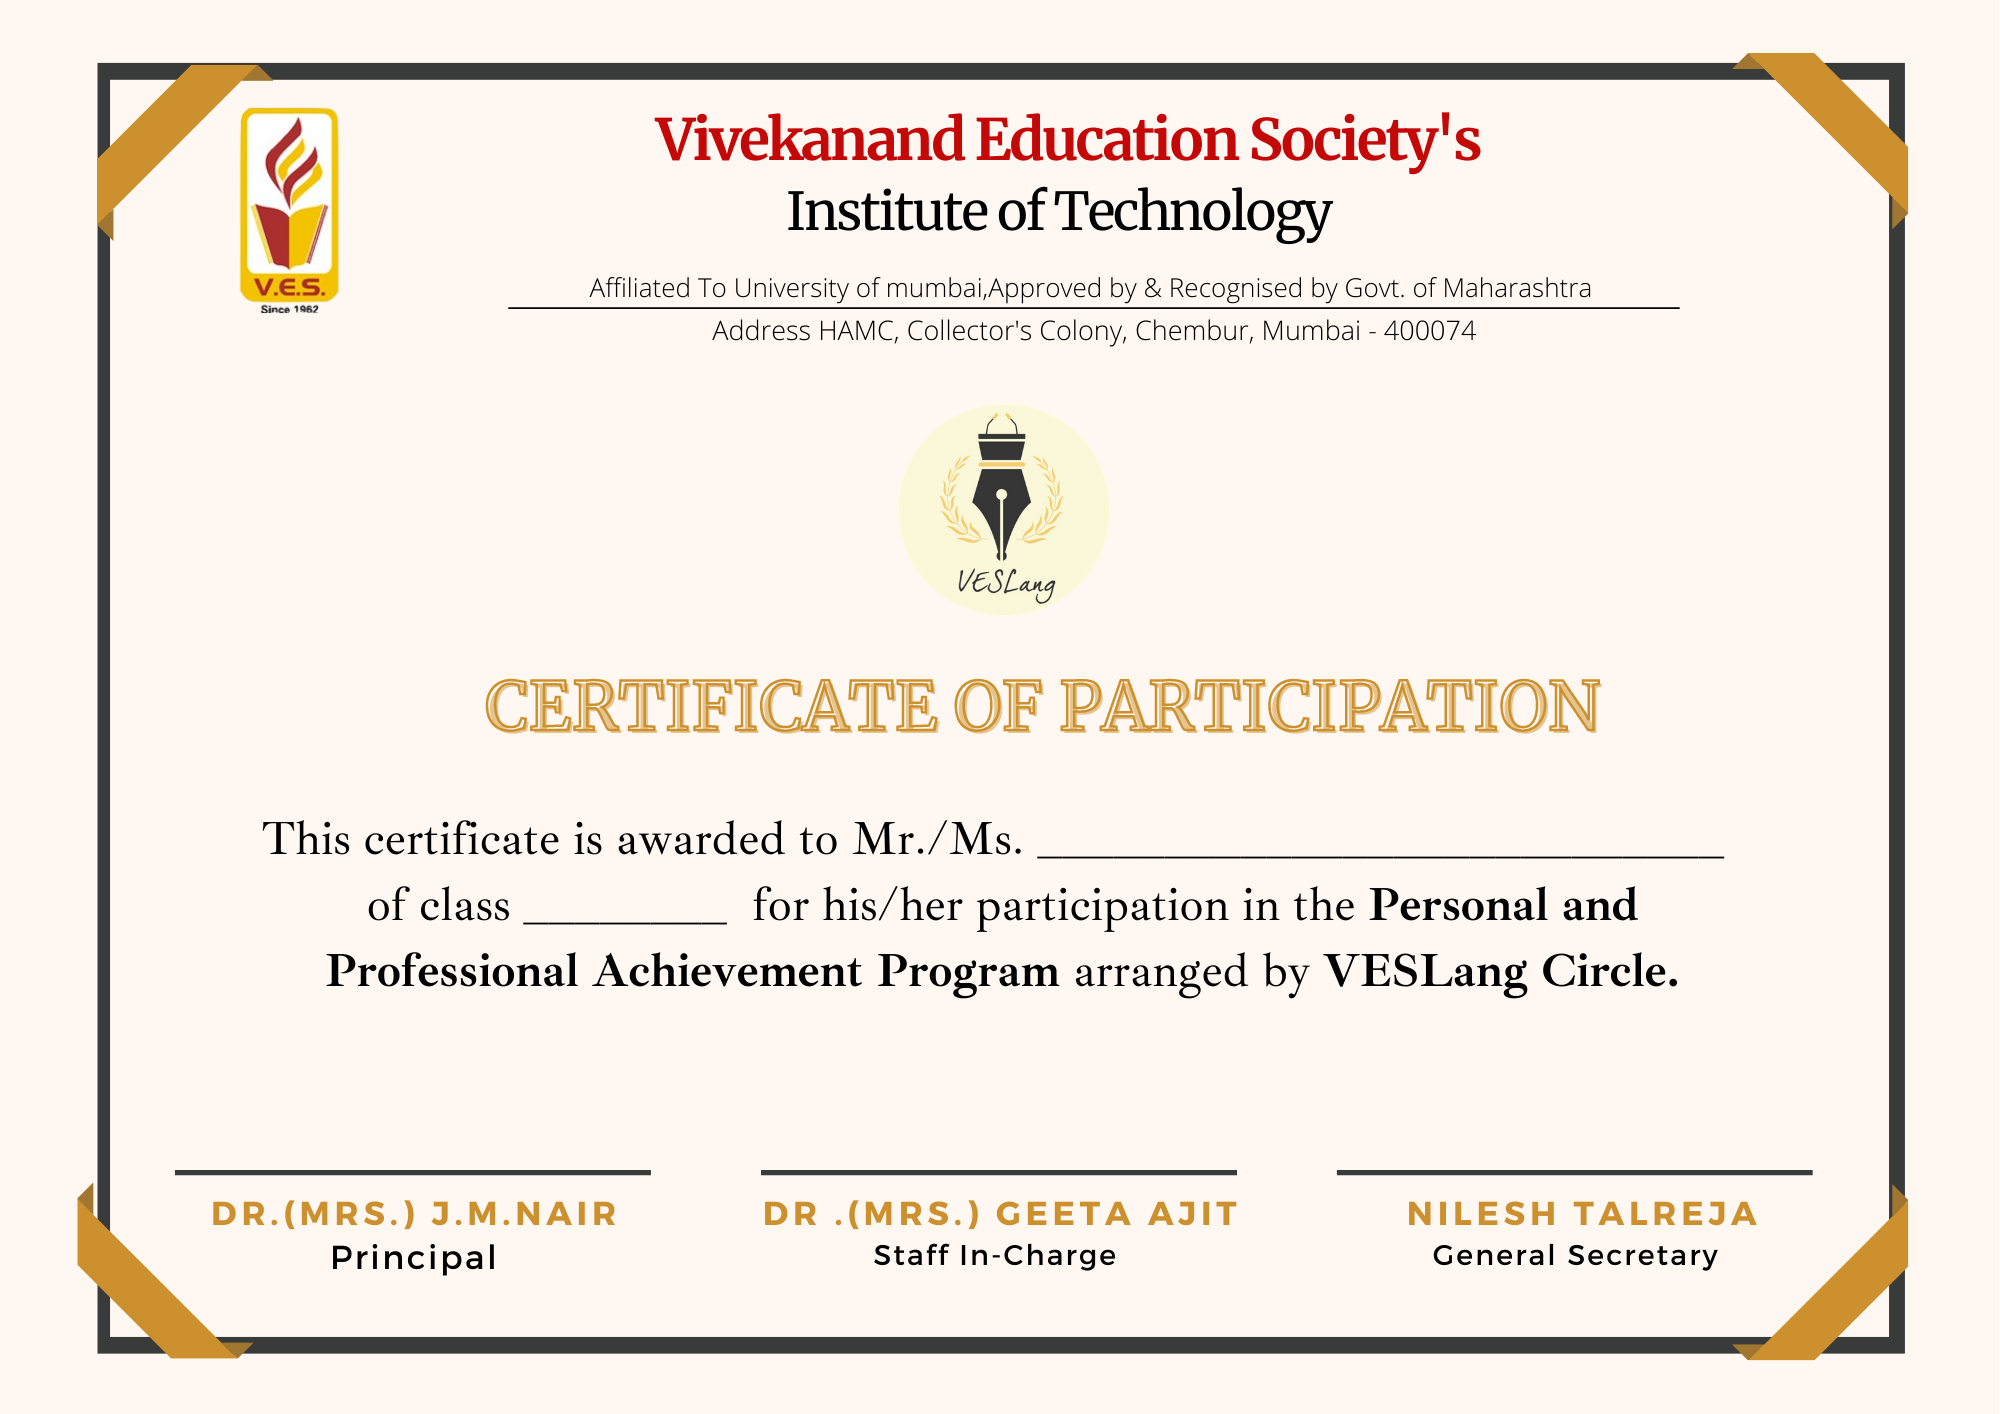 Vivekanand Education Society's
Institute of Technology
V.E.S.
Since 1962
Affiliated To University of mumbai,Approved by & Recognised by Govt. of Maharashtra
Address HAMC, Collector's Colony, Chembur, Mumbai - 400074
VESLang
CERTIFICATE OF PARTICIPATION
This certificate is awarded to Mr./Ms. ___________________________
of class ________ for his/her participation in the Personal and
Professional Achievement Program arranged by VESLang Circle.
DR.(MRS.) J.M.NAIR
Principal
DR .(MRS.) GEETA AJIT
Staff In-Charge
NILESH TALREJA
General Secretary